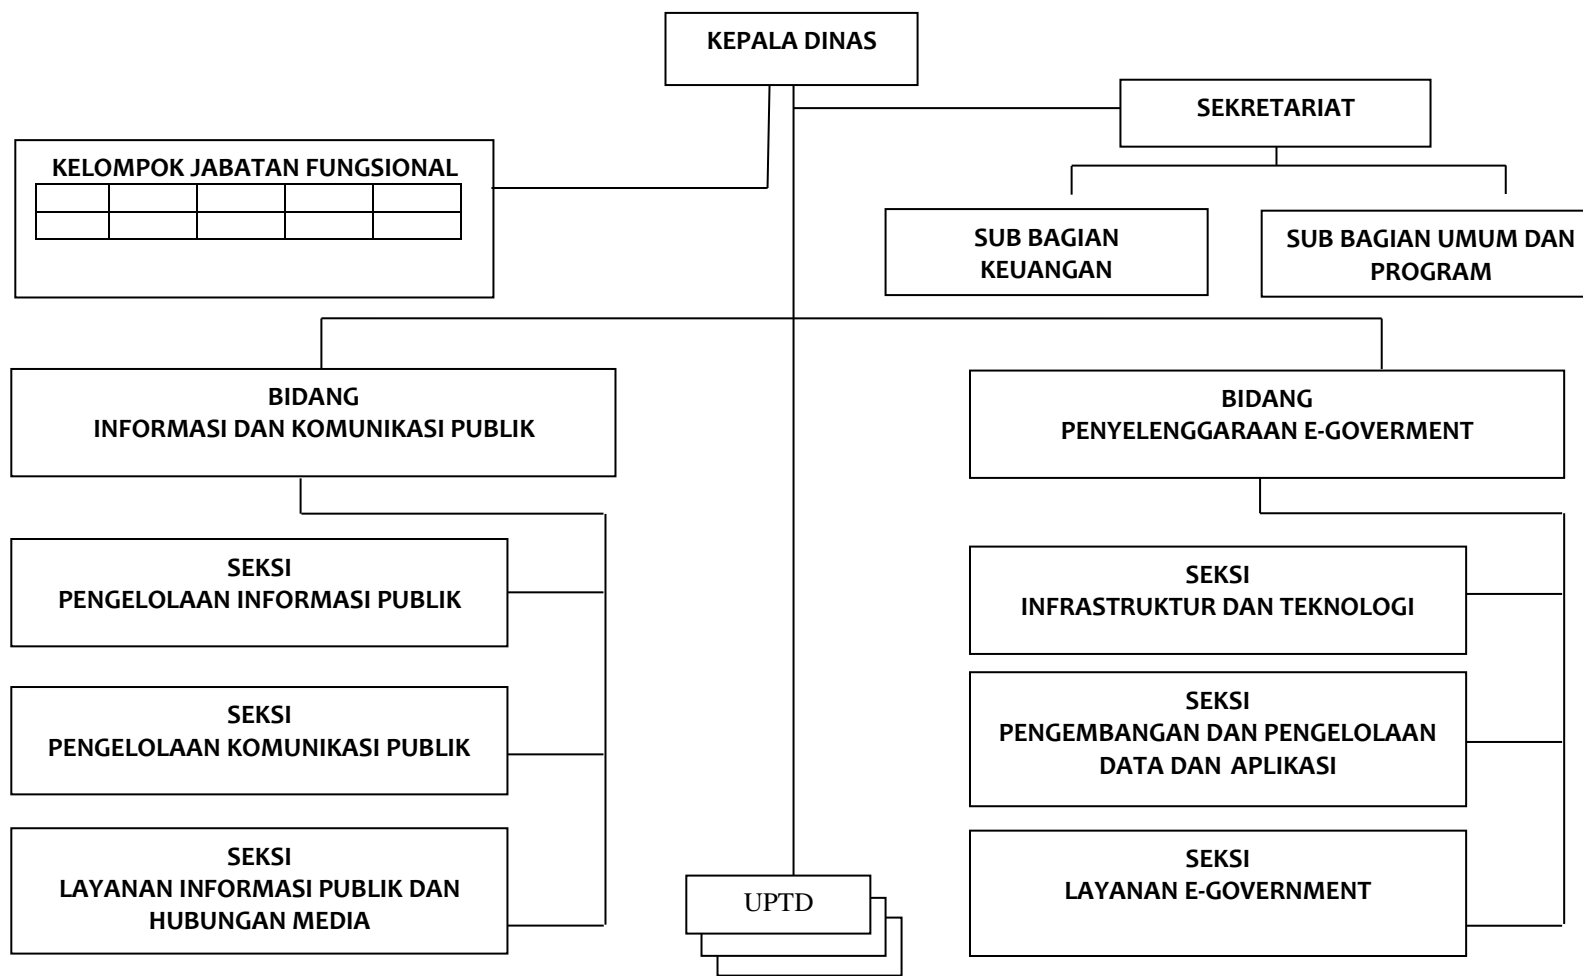 KEPALA DINAS
SEKRETARIAT
KELOMPOK JABATAN FUNGSIONAL
SUB BAGIAN
KEUANGAN
SUB BAGIAN UMUM DAN
PROGRAM
BIDANG
INFORMASI DAN KOMUNIKASI PUBLIK
BIDANG
PENYELENGGARAAN E-GOVERMENT
SEKSI
PENGELOLAAN INFORMASI PUBLIK
SEKSI
INFRASTRUKTUR DAN TEKNOLOGI
SEKSI
PENGELOLAAN KOMUNIKASI PUBLIK
SEKSI
PENGEMBANGAN DAN PENGELOLAAN
DATA DAN APLIKASI
SEKSI
LAYANAN INFORMASI PUBLIK DAN
HUBUNGAN MEDIA
UPTD
SEKSI
LAYANAN E-GOVERNMENT